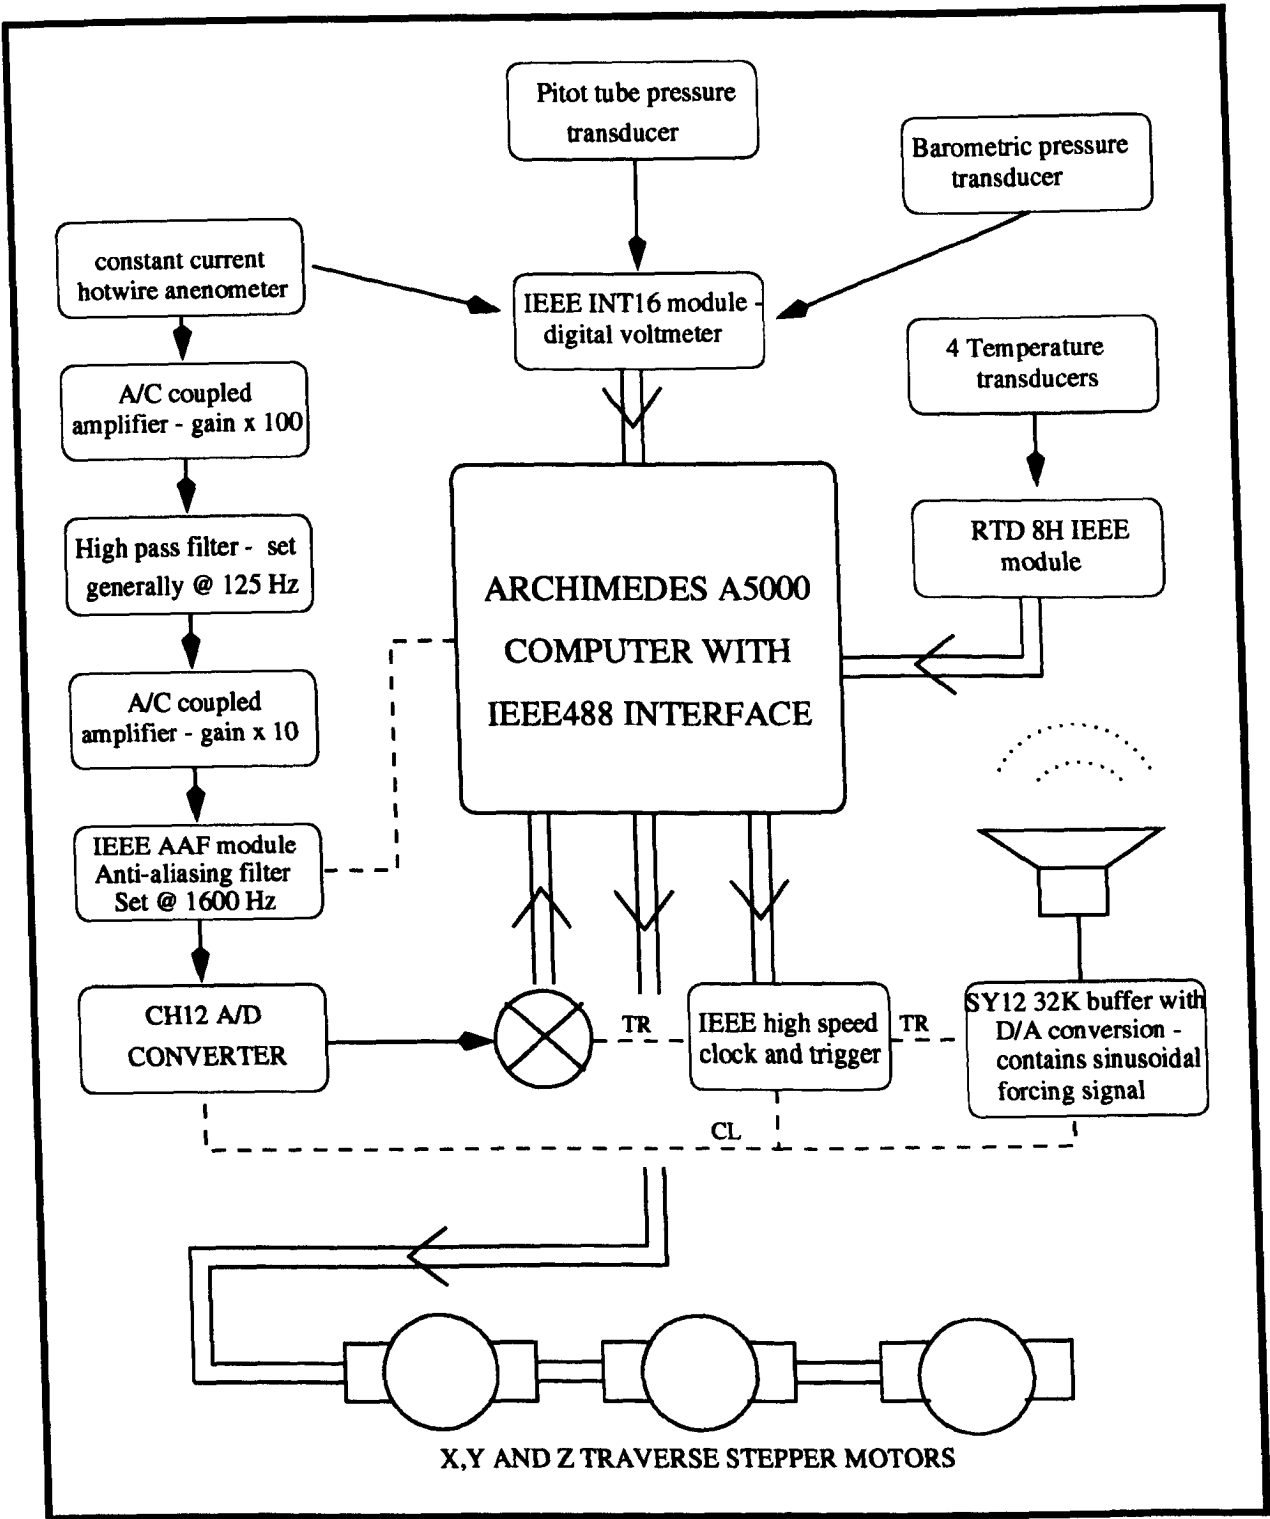 Pitot tube pressure
transducer
Barometric pressure
transducer
constant current
hotwire anenometer
IEEE INT16 module -
digital voltmeter
4 Temperature
transducers
A/C coupled
amplifier - gain x 100
RTD 8H IEEE
module
High pass filter - set
generally @ 125 Hz
ARCHIMEDES A5000
COMPUTER WITH
IEEE488 INTERFACE
A/C coupled
amplifier - gain x 10
IEEE AAF module
Anti-aliasing filter
Set @ 1600 Hz
CH12 A/D
CONVERTER
TR
IEEE high speed
clock and trigger
TR
SY12 32K buffer with
D/A conversion -
contains sinusoidal
forcing signal
CL
X,Y AND Z TRAVERSE STEPPER MOTORS